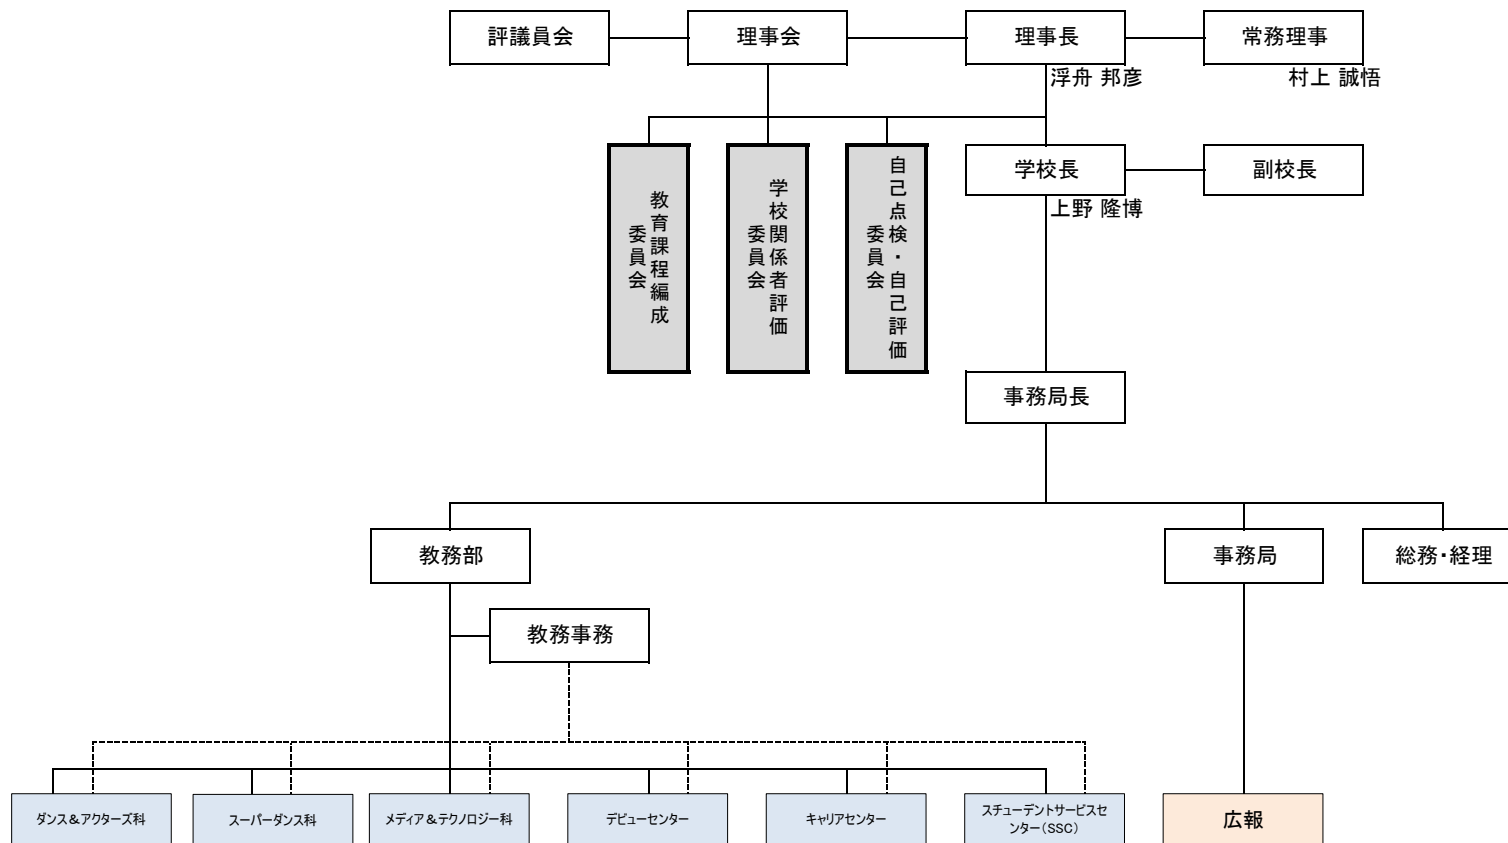 評議員会
理事会
理事長
常務理事
浮舟 邦彦
村上 誠悟
教育課程編成
委員会
学校関係者評価
委員会
自己点検・自己評価
委員会
学校長
副校長
上野 隆博
事務局長
教務部
事務局
総務・経理
教務事務
ダンス&アクターズ科
スーパーダンス科
メディア&テクノロジー科
デビューセンター
キャリアセンター
スチューデントサービスセ
ンター(SSC)
広報